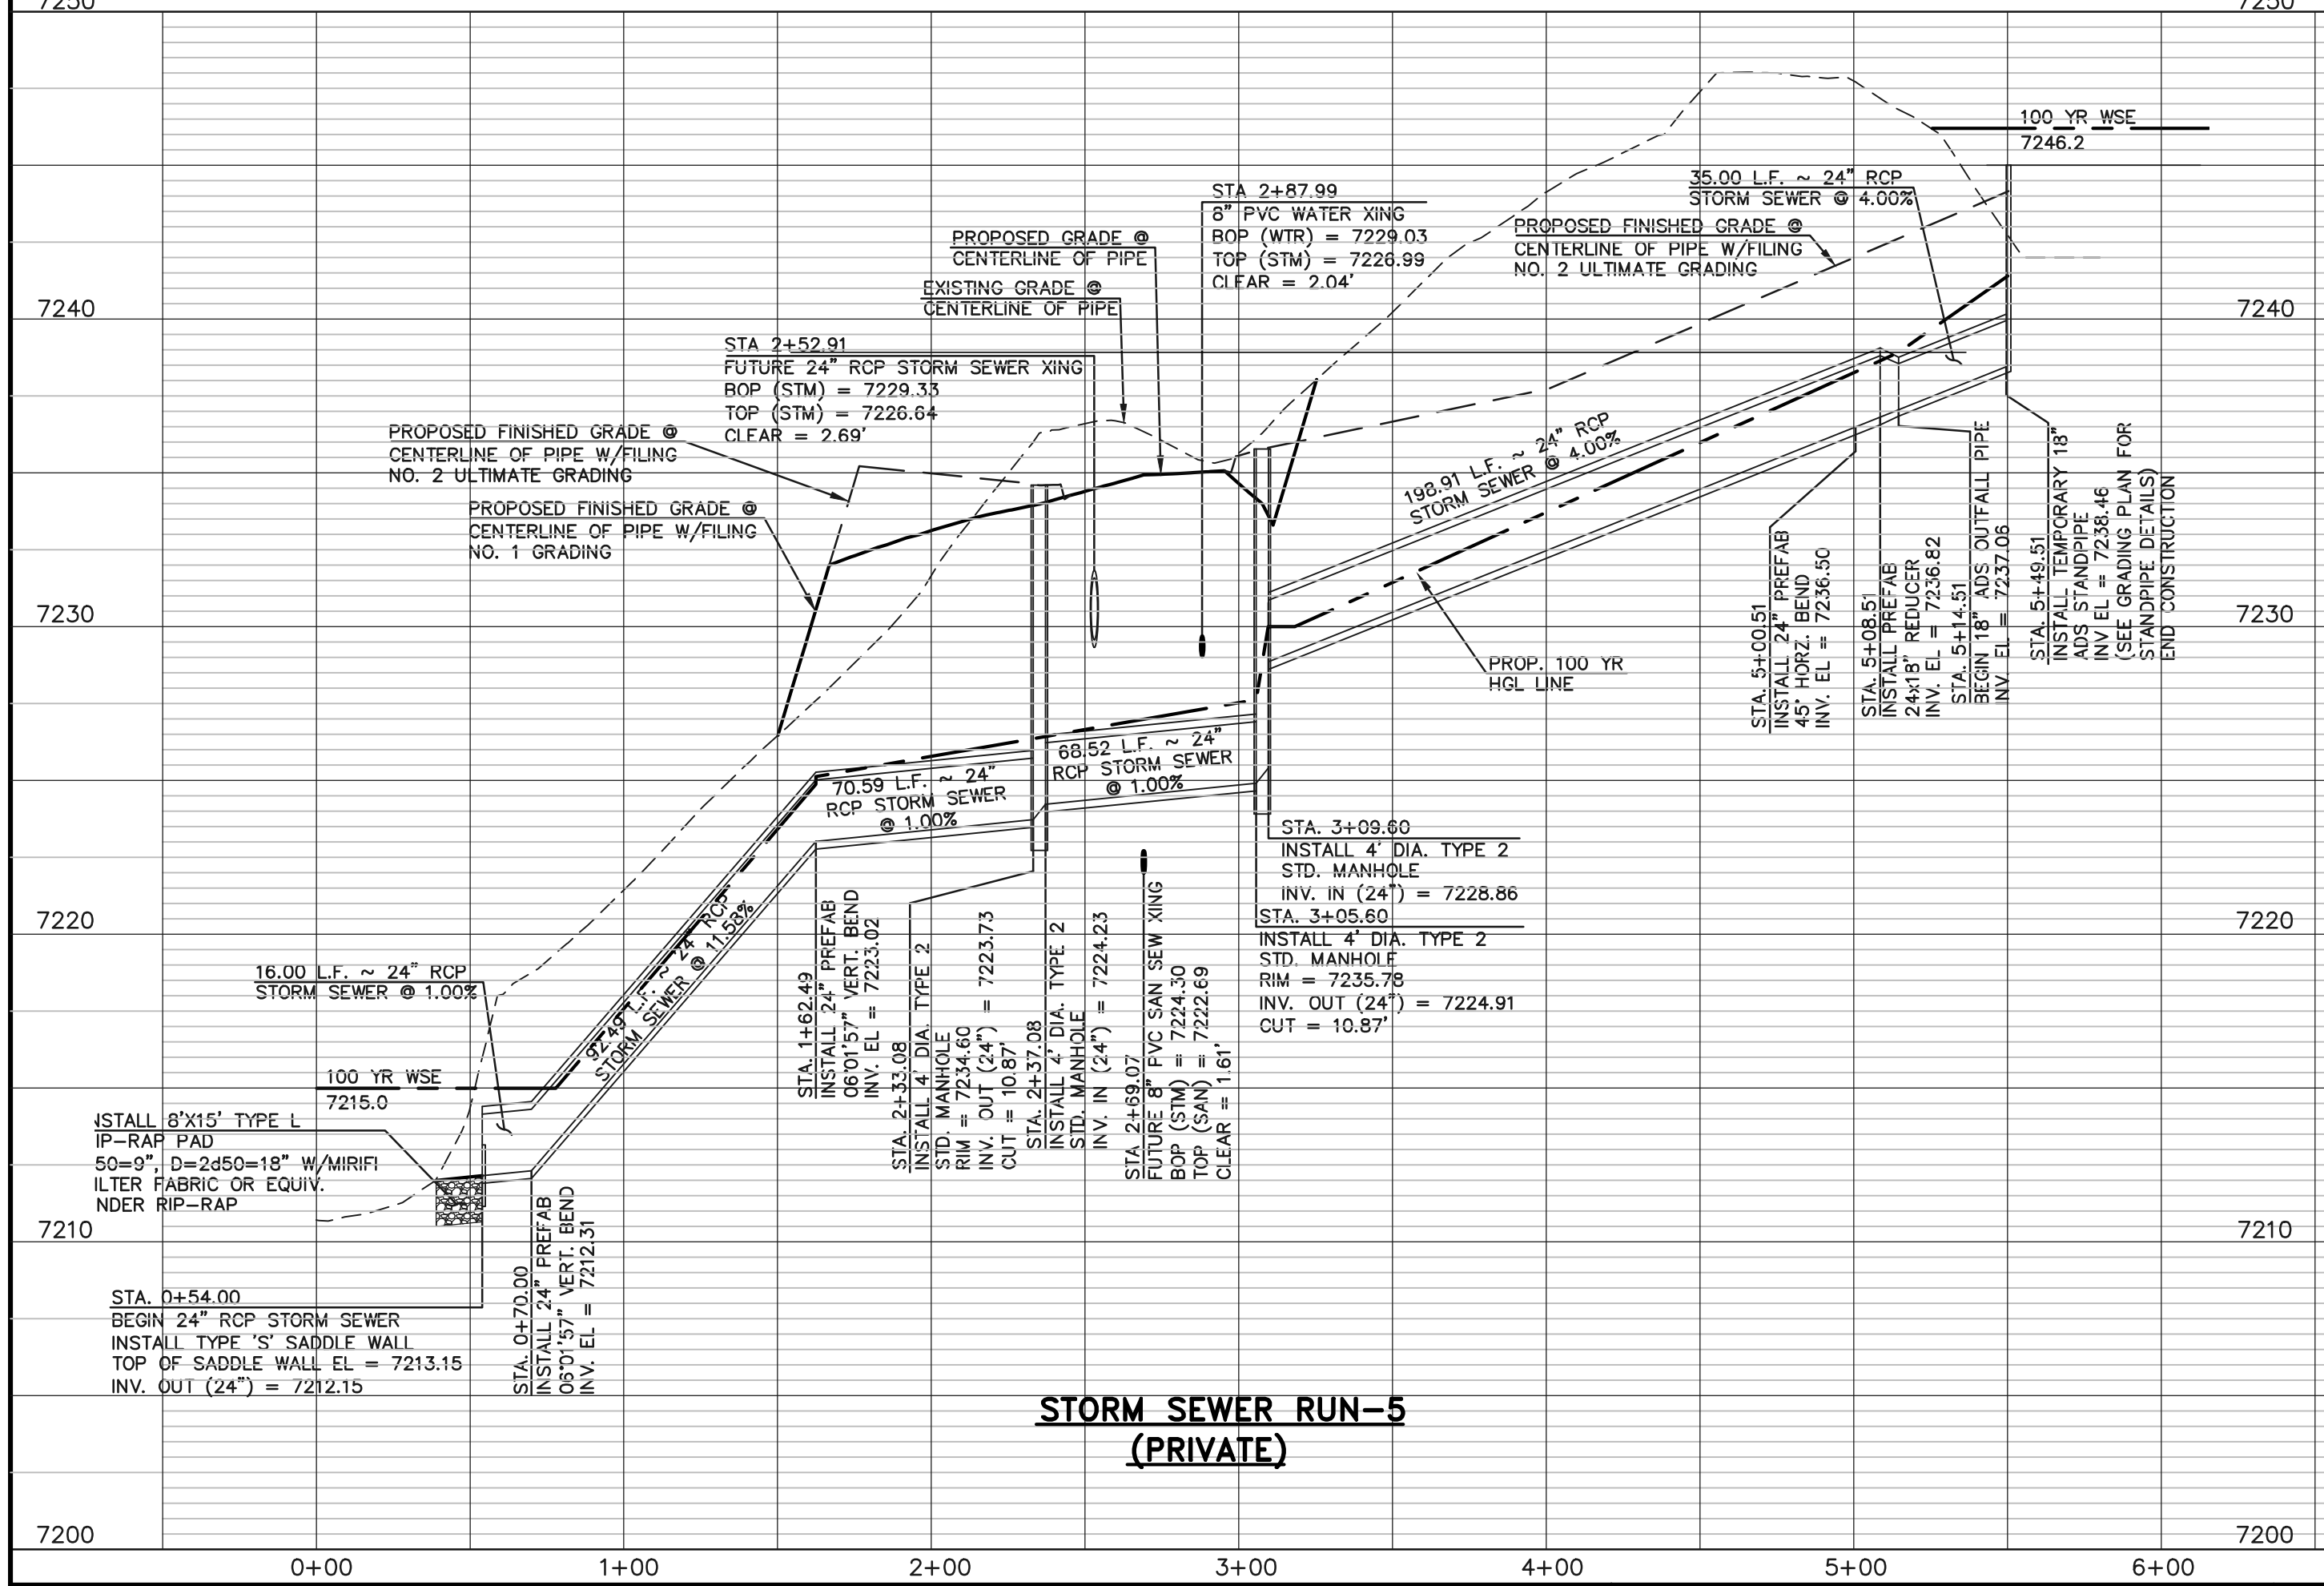 7250
7250
100 YR WSE
7246.2
35.00 L.F. ~ 24" RCP
STORM SEWER @ 4.00%
STA 2+87.99
8" PVC WATER XING
BOP (WTR) = 7229.03
TOP (STM) = 7226.99
CLEAR = 2.04'
PROPOSED FINISHED GRADE @
CENTERLINE OF PIPE W/FILING
NO. 2 ULTIMATE GRADING
PROPOSED GRADE @
CENTERLINE OF PIPE
EXISTING GRADE @
CENTERLINE OF PIPE
7240
7240
STA 2+52.91
FUTURE 24" RCP STORM SEWER XING
BOP (STM) = 7229.33
TOP (STM) = 7226.64
CLEAR = 2.69'
PROPOSED FINISHED GRADE @
CENTERLINE OF PIPE W/FILING
NO. 2 ULTIMATE GRADING
PROPOSED FINISHED GRADE @
CENTERLINE OF PIPE W/FILING
NO. 1 GRADING
198.91 L.F. ~ 24" RCP
STORM SEWER @ 4.00%
STA. 5+00.51
INSTALL 24" PREFAB
45° HORZ. BEND
INV. EL = 7236.50
STA. 5+08.51
INSTALL PREFAB
24x18" REDUCER
INV. EL = 7236.82
STA. 5+14.51
BEGIN 18" ADS OUTFALL PIPE
INV. EL = 7237.06
STA. 5+49.51
INSTALL TEMPORARY 18"
ADS STANDPIPE
INV EL = 7238.46
(SEE GRADING PLAN FOR
STANDPIPE DETAILS)
END CONSTRUCTION
7230
7230
PROP. 100 YR
HGL LINE
70.59 L.F. ~ 24"
RCP STORM SEWER
@ 1.00%
68.52 L.F. ~ 24"
RCP STORM SEWER
@ 1.00%
STA. 3+09.60
INSTALL 4' DIA. TYPE 2
STD. MANHOLE
INV. IN (24") = 7228.86
STA. 3+05.60
INSTALL 4' DIA. TYPE 2
STD. MANHOLE
RIM = 7235.78
INV. OUT (24") = 7224.91
CUT = 10.87'
7220
7220
92.49 L.F. ~ 24" RCP
STORM SEWER @ 11.58%
STA. 1+62.49
INSTALL 24" PREFAB
06°01'57" VERT. BEND
INV. EL = 7223.02
STA. 2+33.08
INSTALL 4' DIA. TYPE 2
STD. MANHOLE
RIM = 7234.60
INV. OUT (24") = 7223.73
CUT = 10.87'
STA. 2+37.08
INSTALL 4' DIA. TYPE 2
STD. MANHOLE
INV. IN (24") = 7224.23
STA 2+69.07
FUTURE 8" PVC SAN SEW XING
BOP (STM) = 7224.30
TOP (SAN) = 7222.69
CLEAR = 1.61'
16.00 L.F. ~ 24" RCP
STORM SEWER @ 1.00%
100 YR WSE
7215.0
NSTALL 8'X15' TYPE L
IP-RAP PAD
50=9", D=2d50=18" W/MIRIFI
ILTER FABRIC OR EQUIV.
NDER RIP-RAP
7210
7210
STA. 0+54.00
BEGIN 24" RCP STORM SEWER
INSTALL TYPE 'S' SADDLE WALL
TOP OF SADDLE WALL EL = 7213.15
INV. OUT (24") = 7212.15
STA. 0+70.00
INSTALL 24" PREFAB
06°01'57" VERT. BEND
INV. EL = 7212.31
STORM SEWER RUN-5
(PRIVATE)
7200
7200
0+00
1+00
2+00
3+00
4+00
5+00
6+00